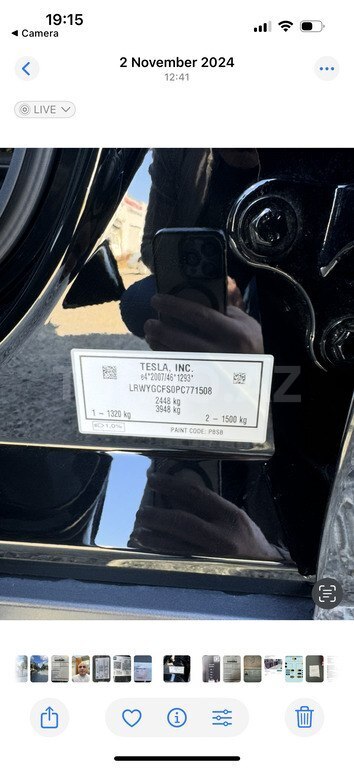 19:15
◀ Camera
2 November 2024
12:41
LIVE
TESLA, INC.
e4*2007/46*1293*
LRWYGCFS0PC771508
2448 kg
3948 kg
1 – 1320 kg
2 – 1500 kg
PAINT CODE: PBSB